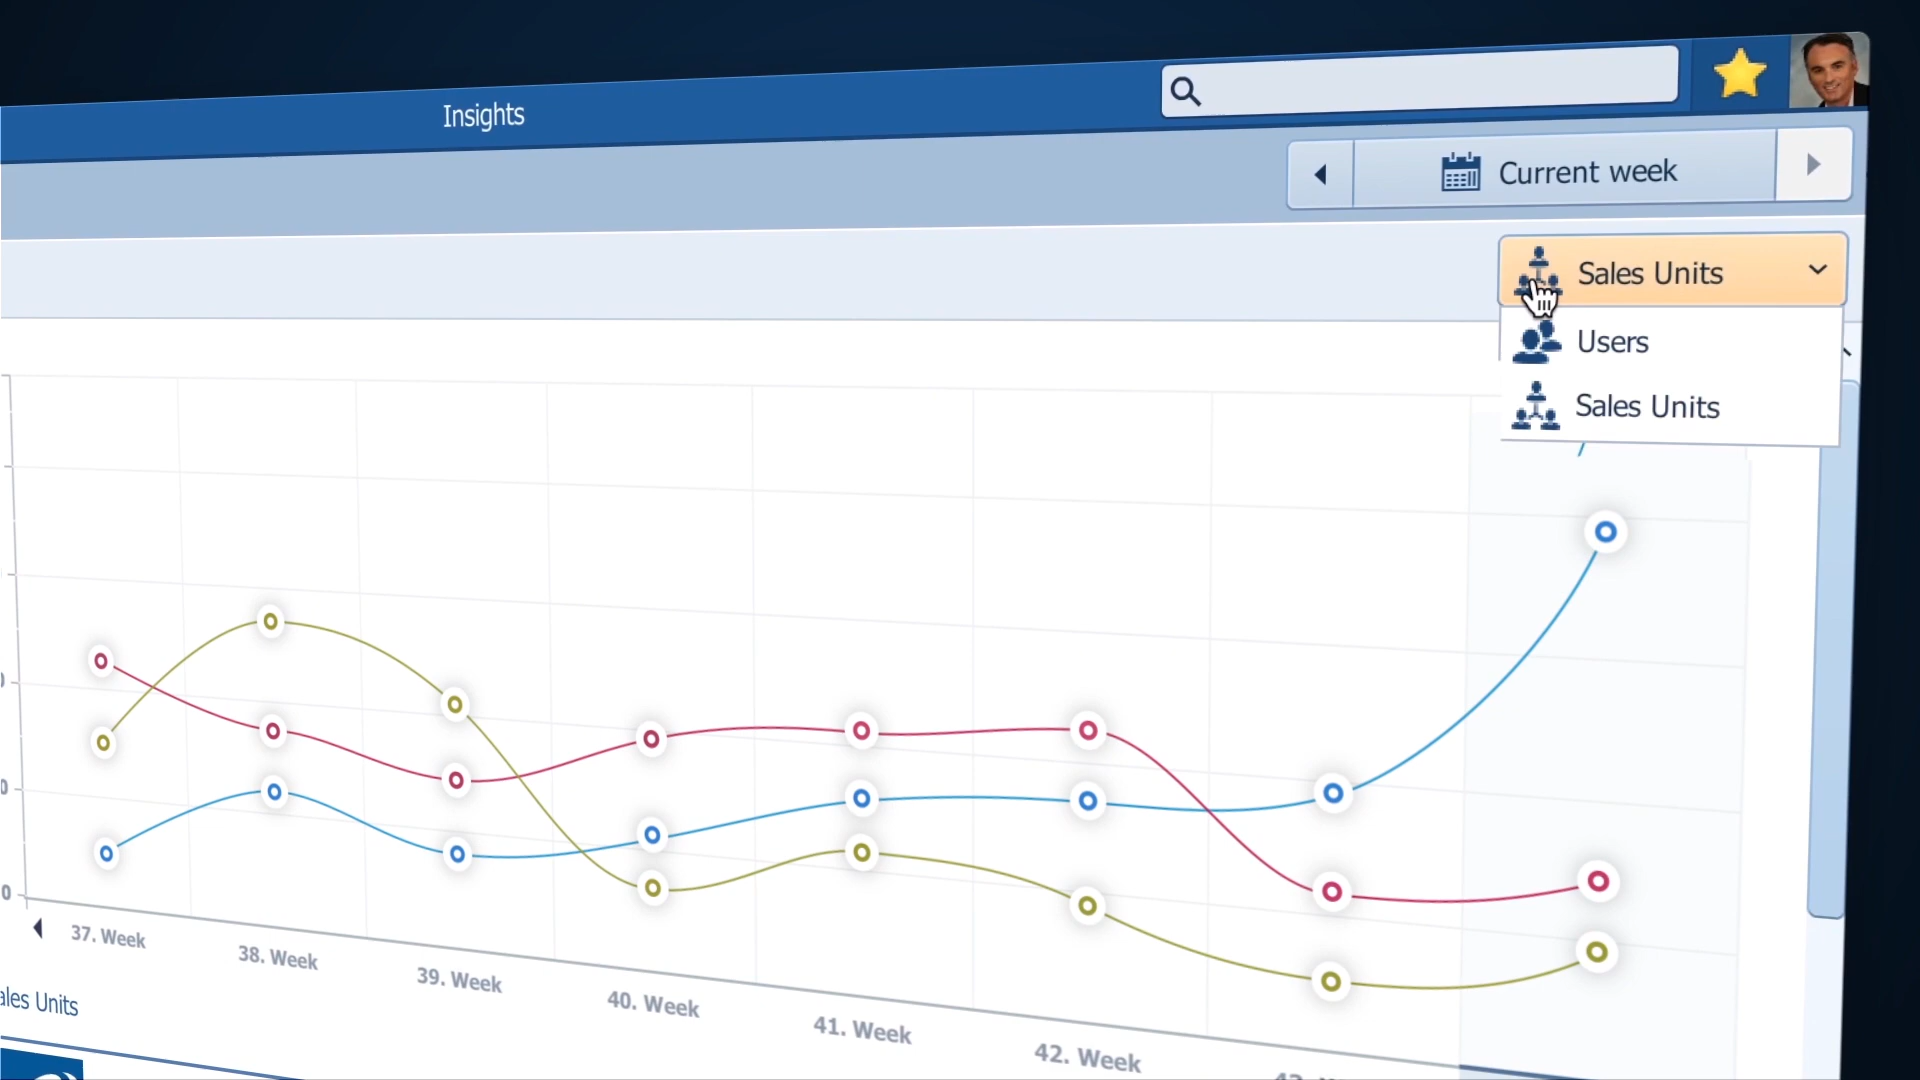 Insights
Current week
Sales Units
Users
Sales Units
0
37. Week
38. Week
39. Week
40. Week
41. Week
42. Week
Units